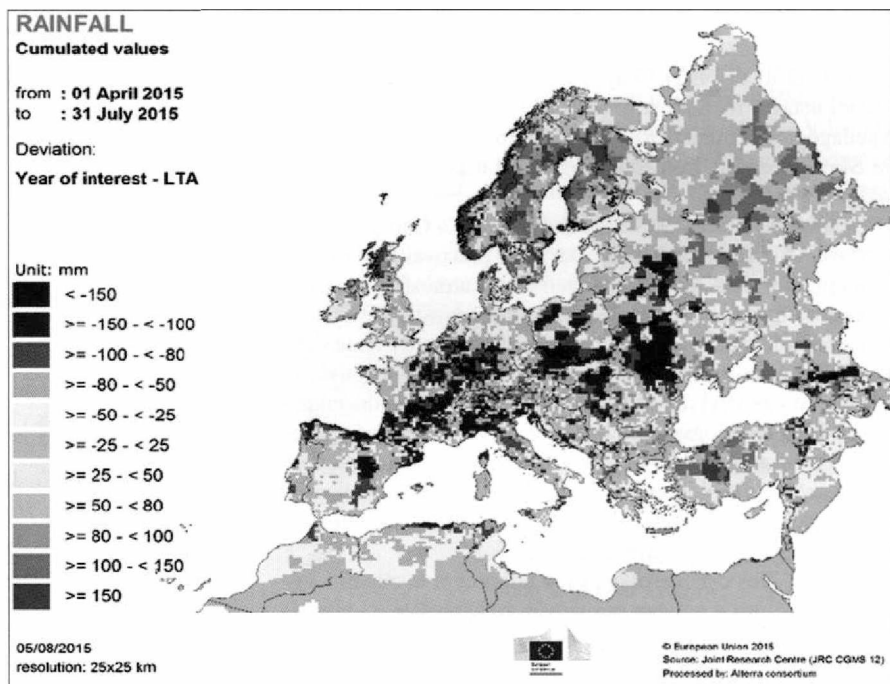 RAINFALL
Cumulated values
from : 01 April 2015
to : 31 July 2015
Deviation:
Year of interest - LTA
Unit: mm
< -150
>= -150 - < -100
>= -100 - < -80
>= -80 - < -50
>= -50 - < -25
>= -25 - < 25
>= 25 - < 50
>= 50 - < 80
>= 80 - < 100
>= 100 - < 150
>= 150
05/08/2015
resolution: 25x25 km
European
Commission
© European Union 2015
Source: Joint Research Centre (JRC CGMS 12)
Processed by: Alterra consortium